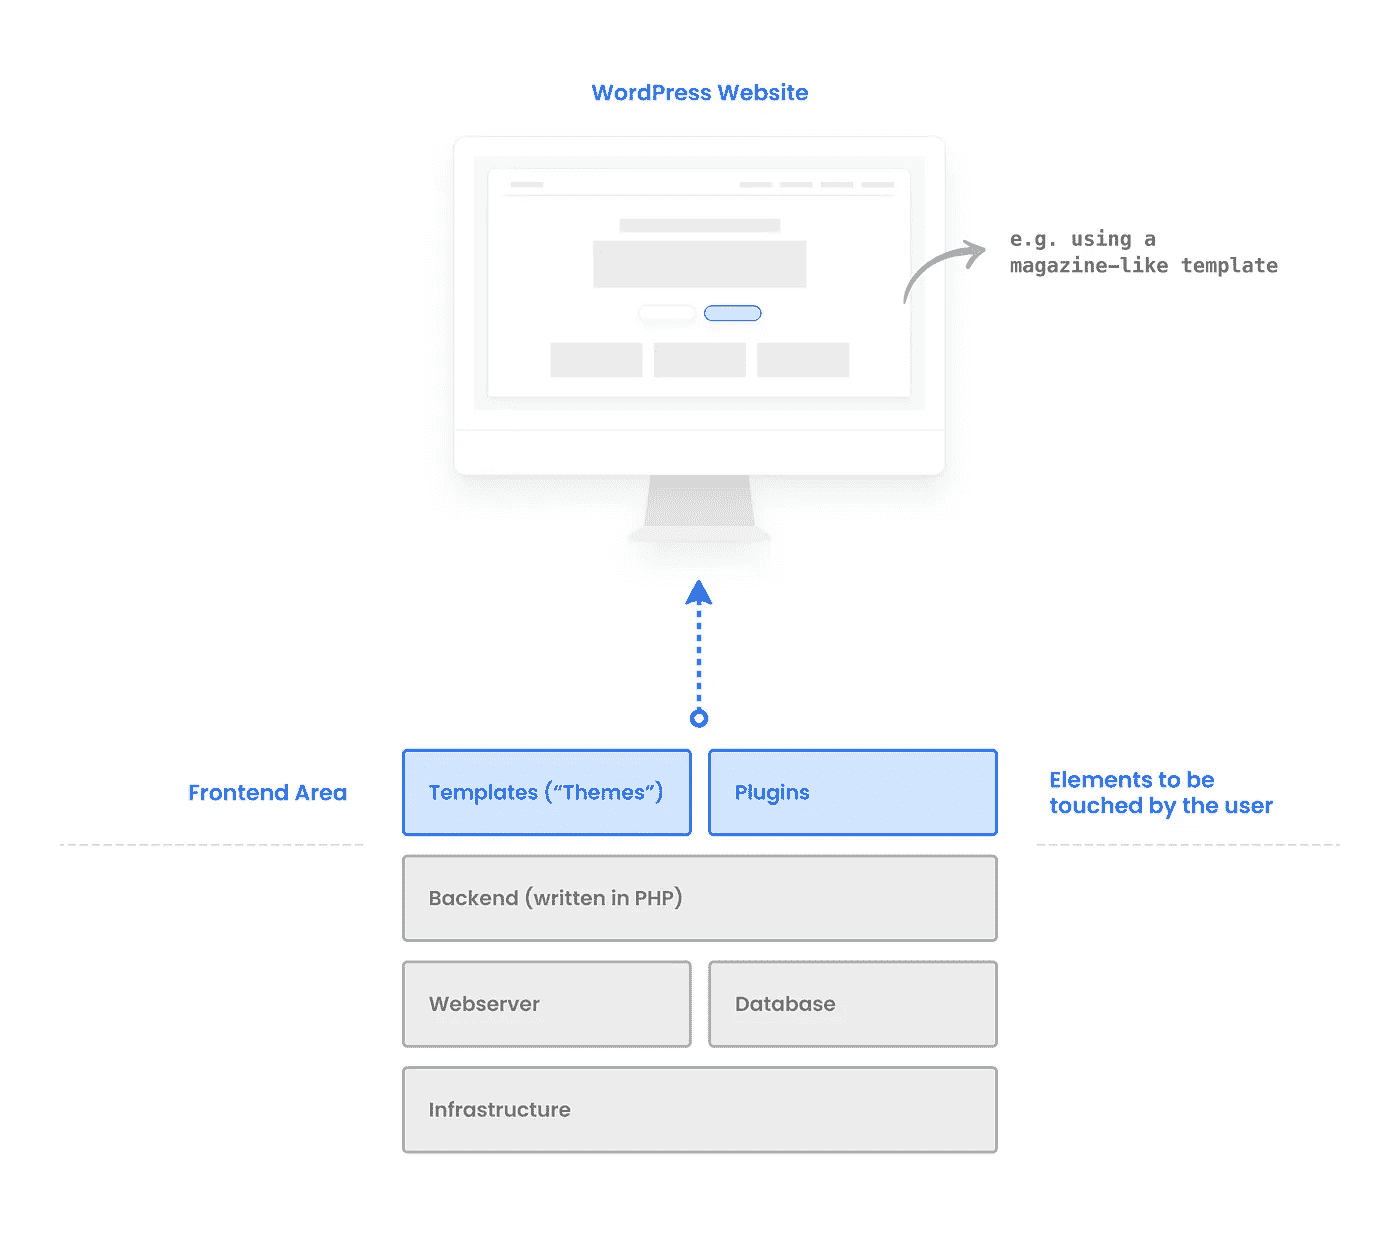 WordPress Website
e.g. using a
magazine-like template
Frontend Area
Templates (“Themes“)
Plugins
Elements to be
touched by the user
Backend (written in PHP)
Webserver
Database
Infrastructure